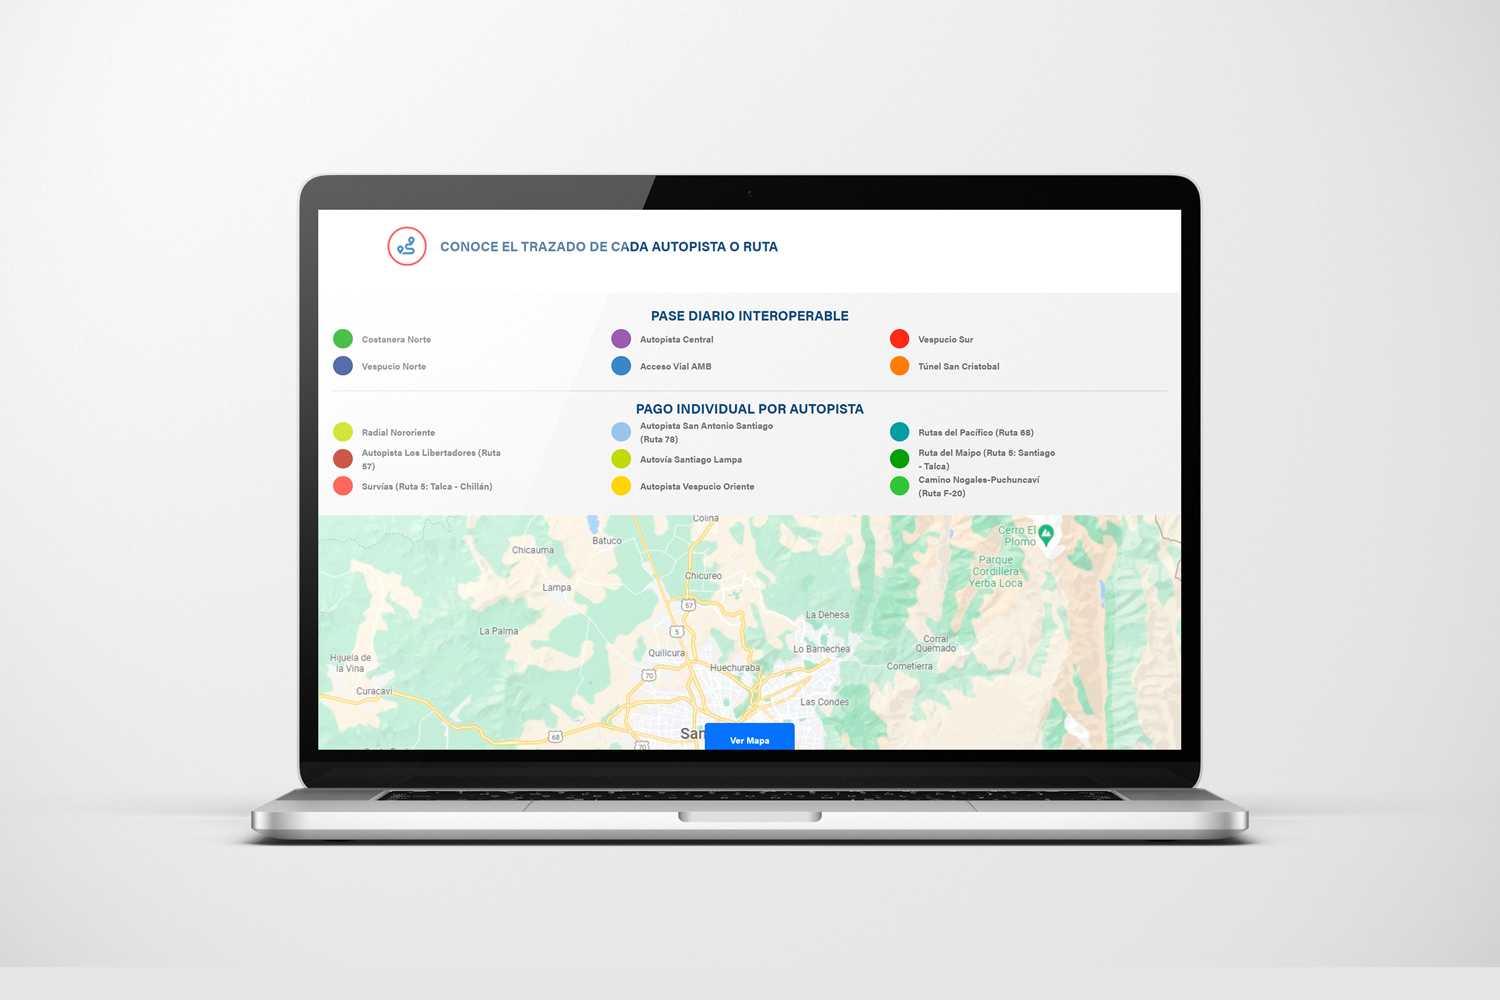 CONOCE EL TRAZADO DE CADA AUTOPISTA O RUTA
PASE DIARIO INTEROPERABLE
Costanera Norte
Autopista Central
Vespucio Sur
Vespucio Norte
Acceso Vial AMB
Túnel San Cristobal
PAGO INDIVIDUAL POR AUTOPISTA
Radial Nororiente
Autopista San Antonio Santiago
(Ruta 78)
Rutas del Pacífico (Ruta 68)
Autopista Los Libertadores (Ruta
57)
Autovía Santiago Lampa
Ruta del Maipo (Ruta 5: Santiago
- Talca)
Survías (Ruta 5: Talca - Chillán)
Autopista Vespucio Oriente
Camino Nogales-Puchuncaví
(Ruta F-20)
Colina
Batuco
Chicauma
Cerro El
Plomo
Parque
Cordillera
Yerba Loca
Chicureo
Lampa
57
La Dehesa
La Palma
5
Corral
Quemado
Quilicura
Lo Barnechea
Hijuela de
la Vina
Huechuraba
Cometierra
70
Curacaví
Las Condes
68
San
70
Ver Mapa